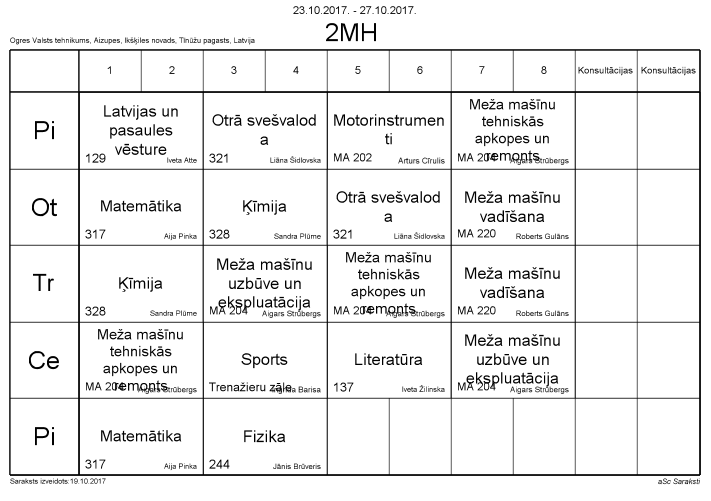 23.10.2017. - 27.10.2017.
2MH
Ogres Valsts tehnikums, Aizupes, Ikšķiles novads, Tīnūžu pagasts, Latvija
1 2 3 4 5 6 7 8 Konsultācijas Konsultācijas
Pi
Latvijas un
pasaules
vēsture
129 Iveta Atte
Otrā svešvalod
a
321 Liāna Šidlovska
Motorinstrumen
ti
MA 202 Arturs Cīrulis
Meža mašīnu
tehniskās
apkopes un
remonts
MA 204 Aigars Strūbergs
Ot
Matemātika
317 Aija Pinka
Ķīmija
328 Sandra Plūme
Otrā svešvalod
a
321 Liāna Šidlovska
Meža mašīnu
vadīšana
MA 220 Roberts Gulāns
Tr
Ķīmija
328 Sandra Plūme
Meža mašīnu
uzbūve un
ekspluatācija
MA 204 Aigars Strūbergs
Meža mašīnu
tehniskās
apkopes un
remonts
MA 204 Aigars Strūbergs
Meža mašīnu
vadīšana
MA 220 Roberts Gulāns
Ce
Meža mašīnu
tehniskās
apkopes un
remonts
MA 204 Aigars Strūbergs
Sports
Trenažieru zāle Barisa
Literatūra
137 Iveta Žilinska
Meža mašīnu
uzbūve un
ekspluatācija
MA 204 Aigars Strūbergs
Pi
Matemātika
317 Aija Pinka
Fizika
244 Jānis Brūveris
Saraksts izveidots:19.10.2017
aSc Saraksti